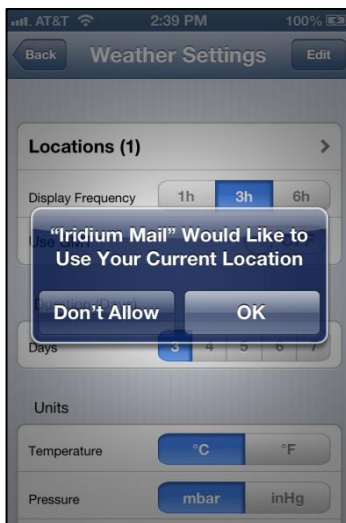 AT&T 2:39 PM 100%
Back Weather Settings Edit
Locations (1)
Display Frequency 1h 3h 6h
Use GMT
"Iridium Mail" Would Like to
Use Your Current Location
Don't Allow OK
Days 3 4 5 6 7
Units
Temperature °C °F
Pressure mbar inHg